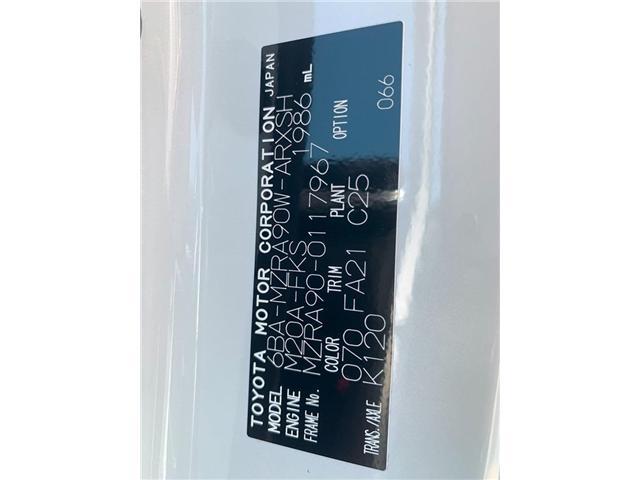 TOYOTA MOTOR CORPORATION JAPAN
MODEL 6BA-MZRA90W-ARXSH
ENGINE M20A-FKS 1986 mL
FRAME No. MZRA90-0117967
COLOR TRIM PLANT OPTION
070 FA21 C25 066
TRANS./AXLE K120